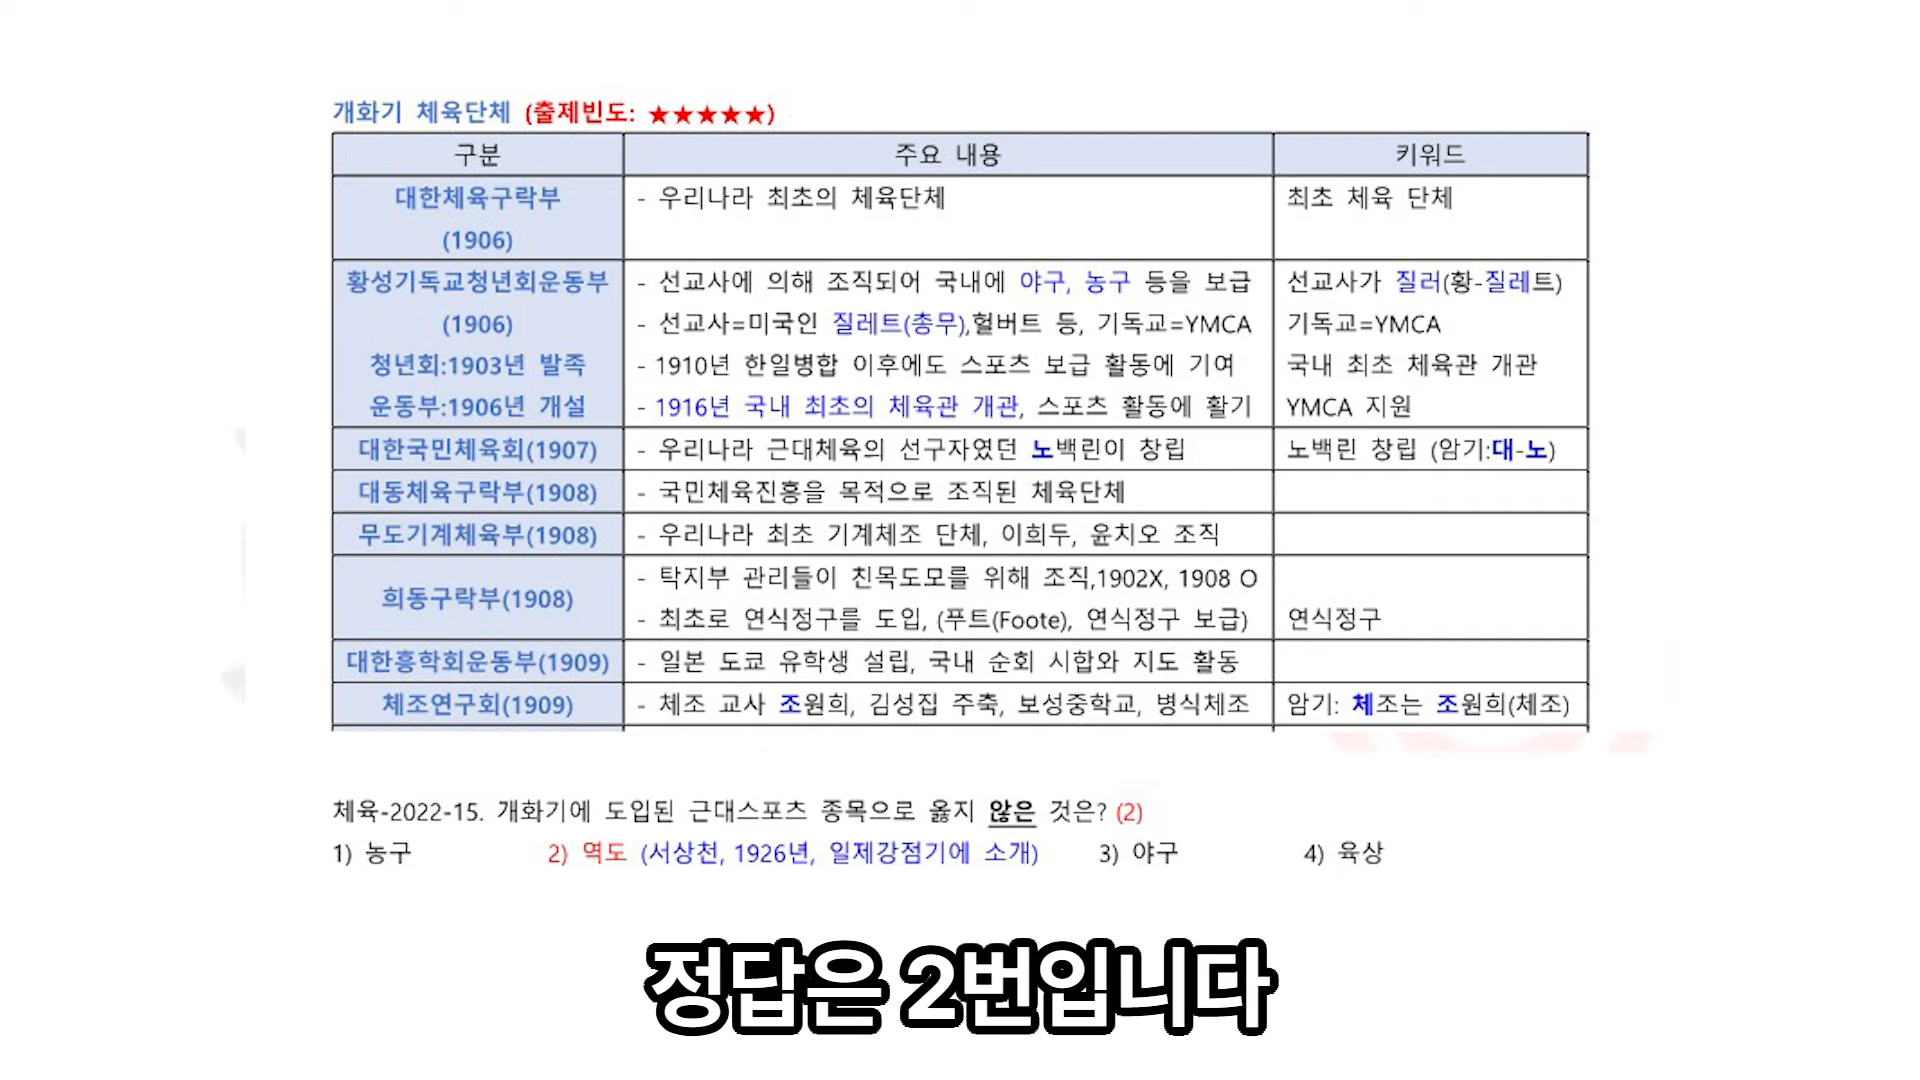 개화기 체육단체 (출제빈도: ★★★★★)
구분 주요 내용 키워드
대한체육구락부 - 우리나라 최초의 체육단체 최초 체육 단체
(1906)
황성기독교청년회운동부 - 선교사에 의해 조직되어 국내에 야구, 농구 등을 보급 선교사가 질러(황-질레트)
(1906) - 선교사=미국인 질레트(총무),헐버트 등, 기독교=YMCA 기독교=YMCA
청년회:1903년 발족 - 1910년 한일병합 이후에도 스포츠 보급 활동에 기여 국내 최초 체육관 개관
운동부:1906년 개설 - 1916년 국내 최초의 체육관 개관, 스포츠 활동에 활기 YMCA 지원
대한국민체육회(1907) - 우리나라 근대체육의 선구자였던 노백린이 창립 노백린 창립 (암기:대-노)
대동체육구락부(1908) - 국민체육진흥을 목적으로 조직된 체육단체
무도기계체육부(1908) - 우리나라 최초 기계체조 단체, 이희두, 윤치오 조직
희동구락부(1908) - 탁지부 관리들이 친목도모를 위해 조직,1902X, 1908 O
- 최초로 연식정구를 도입, (푸트(Foote), 연식정구 보급) 연식정구
대한흥학회운동부(1909) - 일본 도쿄 유학생 설립, 국내 순회 시합와 지도 활동
체조연구회(1909) - 체조 교사 조원희, 김성집 주축, 보성중학교, 병식체조 암기: 체조는 조원희(체조)
체육-2022-15. 개화기에 도입된 근대스포츠 종목으로 옳지 않은 것은? (2)
1) 농구 2) 역도 (서상천, 1926년, 일제강점기에 소개) 3) 야구 4) 육상
정답은 2번입니다